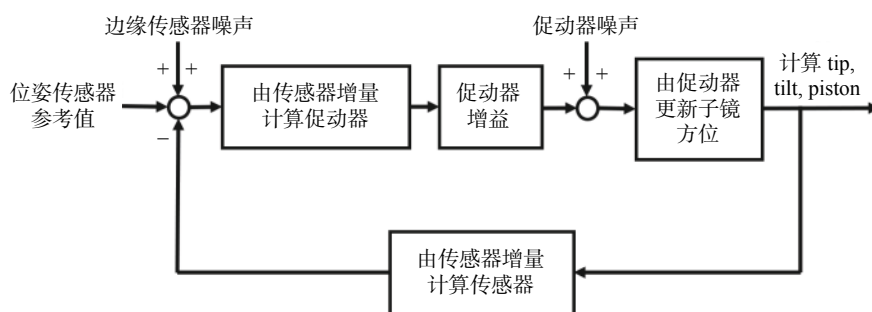 边缘传感器噪声
促动器噪声
+ +
+ +
位姿传感器
参考值
−
由传感器增量
计算促动器
促动器
增益
由促动器
更新子镜
方位
计算 tip,
tilt, piston
由传感器增量
计算传感器